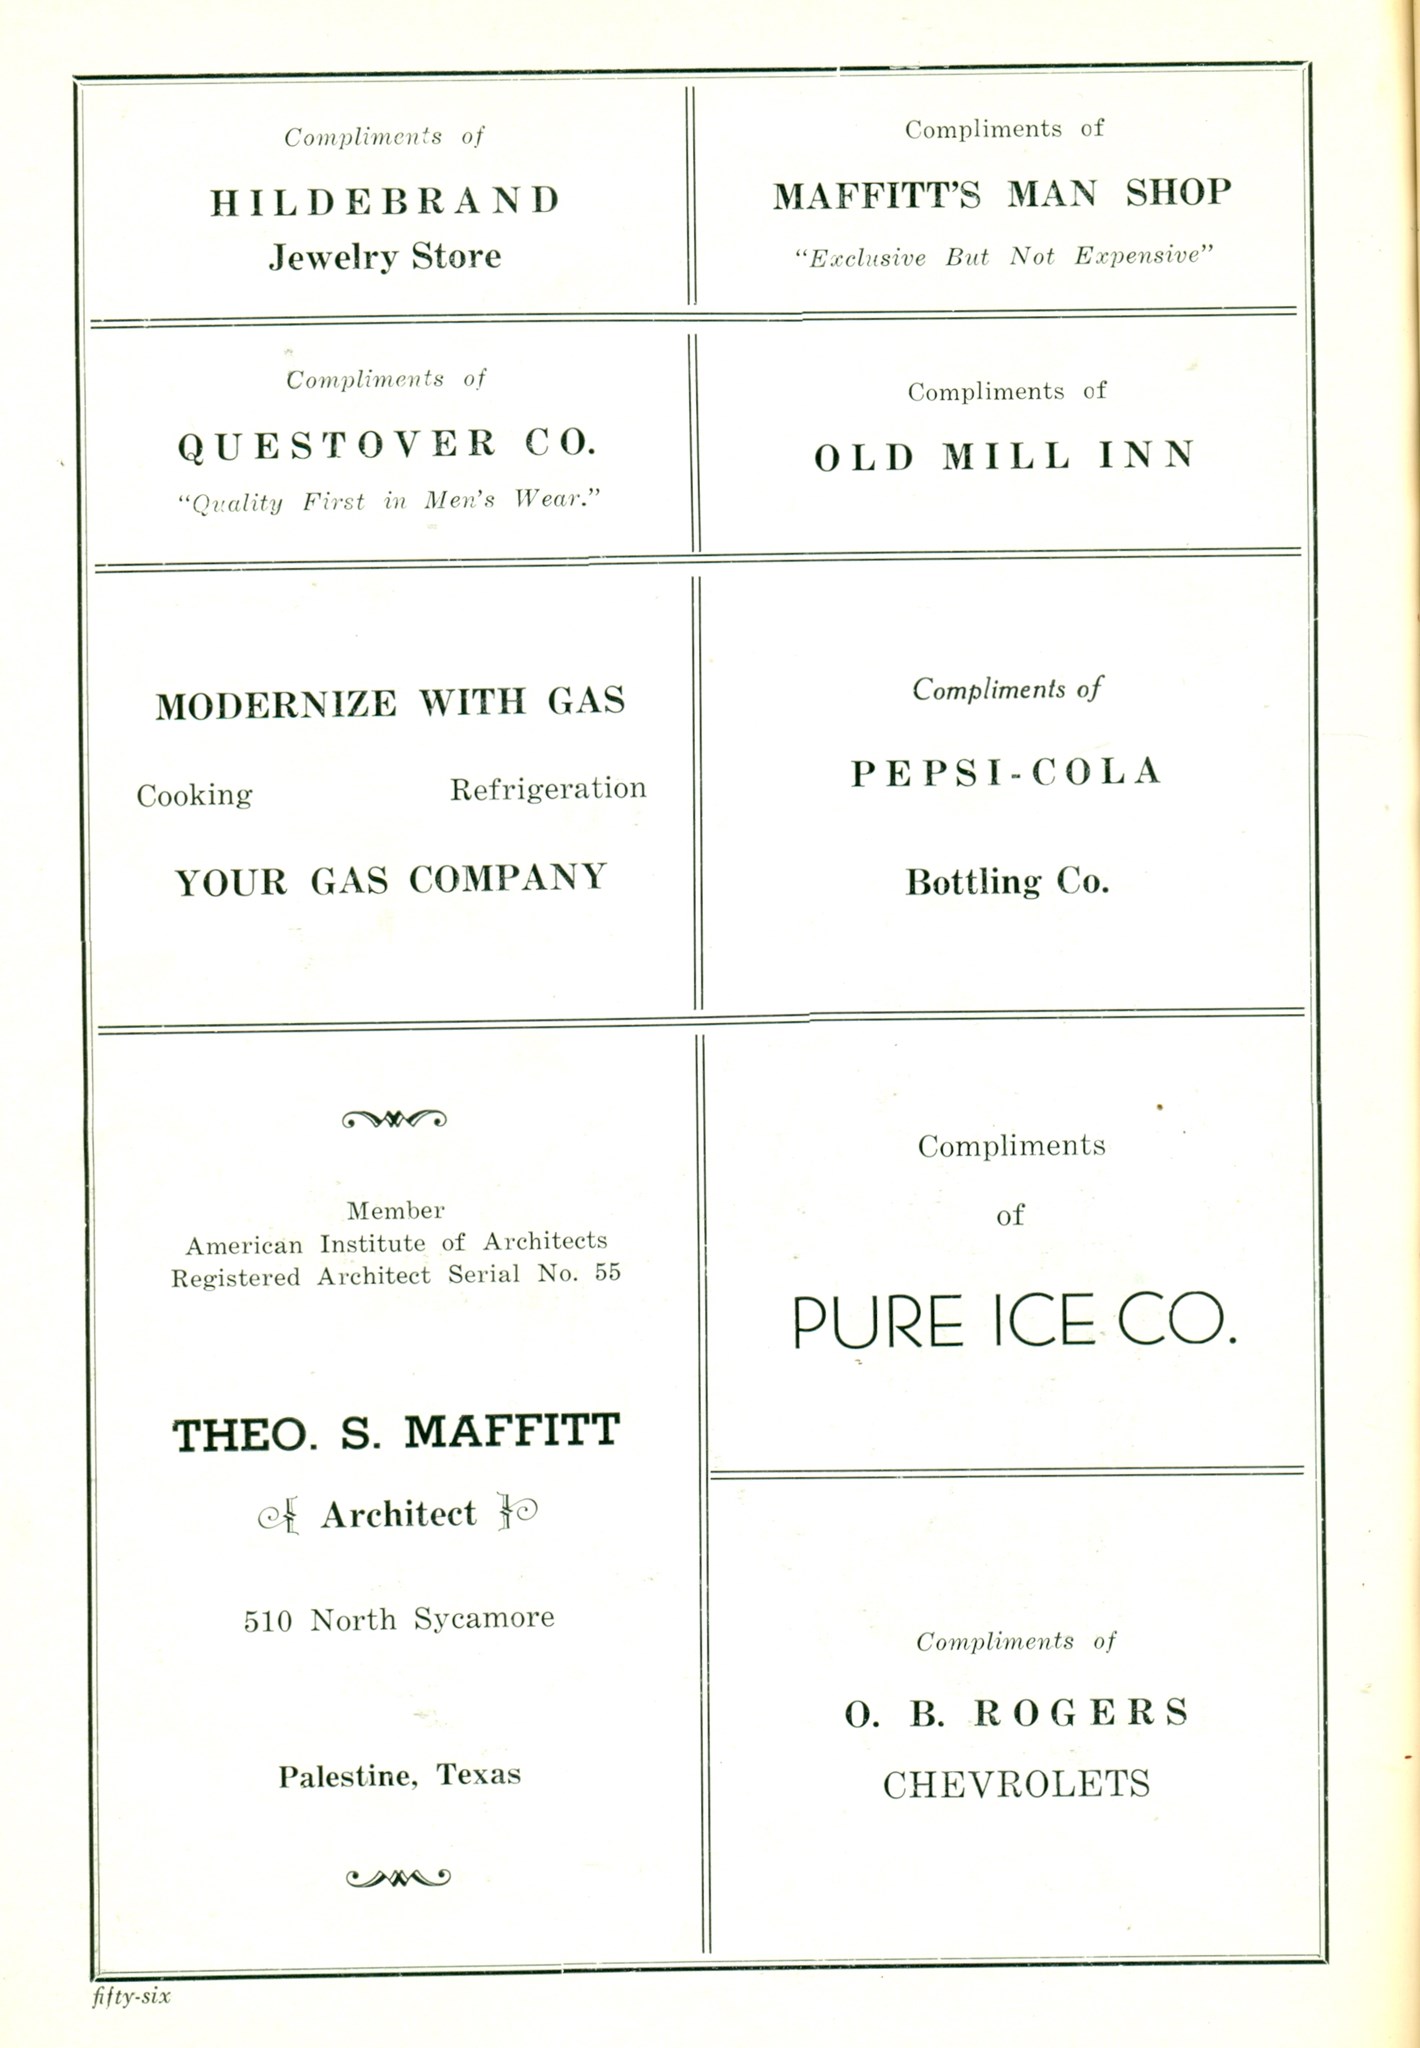 Compliments of
HILDEBRAND
Jewelry Store
Compliments of
MAFFITT'S MAN SHOP
"Exclusive But Not Expensive"
Compliments of
QUESTOVER CO.
"Quality First in Men's Wear."
Compliments of
OLD MILL INN
MODERNIZE WITH GAS
Cooking Refrigeration
YOUR GAS COMPANY
Compliments of
PEPSI-COLA
Bottling Co.
Member
American Institute of Architects
Registered Architect Serial No. 55
THEO. S. MAFFITT
Architect
510 North Sycamore
Palestine, Texas
Compliments
of
PURE ICE CO.
Compliments of
O. B. ROGERS
CHEVROLETS
fifty-six